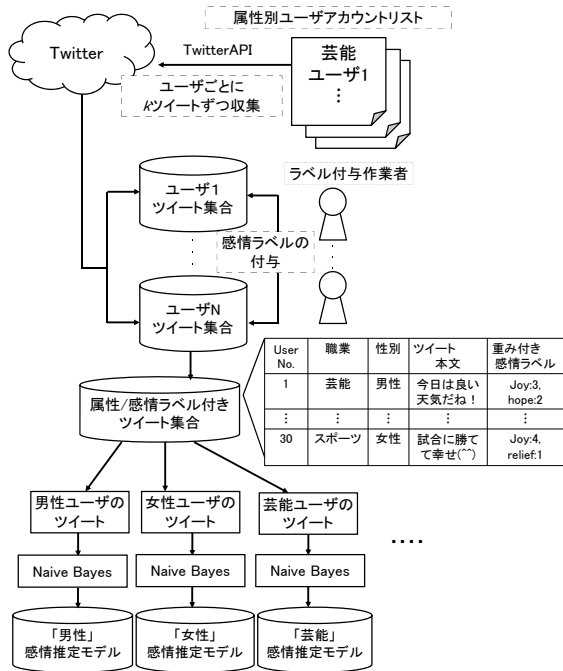 属性別ユーザアカウントリスト
Twitter
TwitterAPI
芸能
ユーザ1
⋮
ユーザごとに
kツイートずつ収集
ラベル付与作業者
ユーザ1
ツイート集合
感情ラベルの
付与
ユーザN
ツイート集合
User No. 職業 性別 ツイート本文 重み付き感情ラベル
1 芸能 男性 今日は良い天気だね！ Joy:3, hope:2
⋮ ⋮ ⋮ ⋮ ⋮
30 スポーツ 女性 試合に勝てて幸せ(^^) Joy:4, relief:1
属性/感情ラベル付き
ツイート集合
男性ユーザの
ツイート
女性ユーザの
ツイート
芸能ユーザの
ツイート
....
Naive Bayes
Naive Bayes
Naive Bayes
「男性」
感情推定モデル
「女性」
感情推定モデル
「芸能」
感情推定モデル